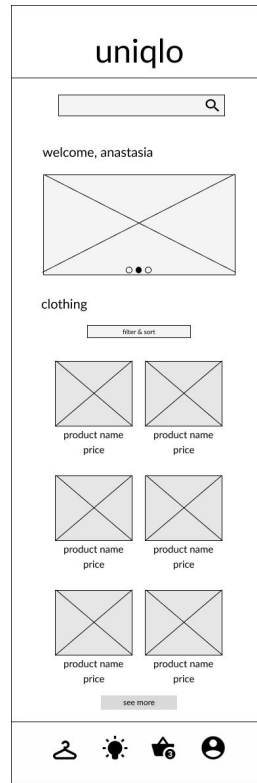 uniqlo
welcome, anastasia
clothing
filter & sort
product name product name
price price
product name product name
price price
product name product name
price price
see more
3